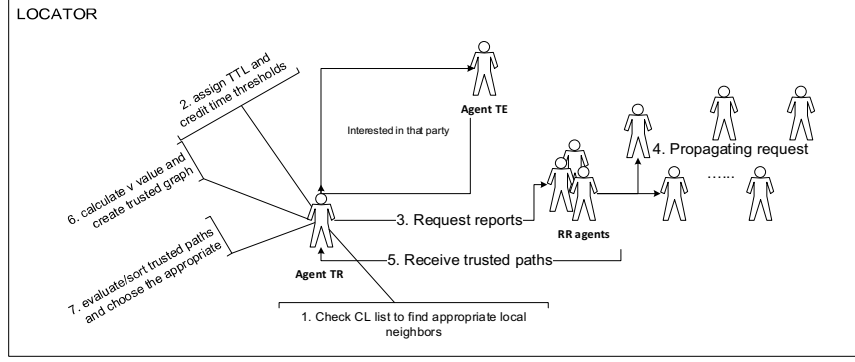 LOCATOR
2. assign TTL and
credit time thresholds
Agent TE
Interested in that party
4. Propagating request
......
6. calculate v value and
create trusted graph
3. Request reports
RR agents
5. Receive trusted paths
Agent TR
7. evaluate/sort trusted paths
and choose the appropriate
1. Check CL list to find appropriate local
neighbors